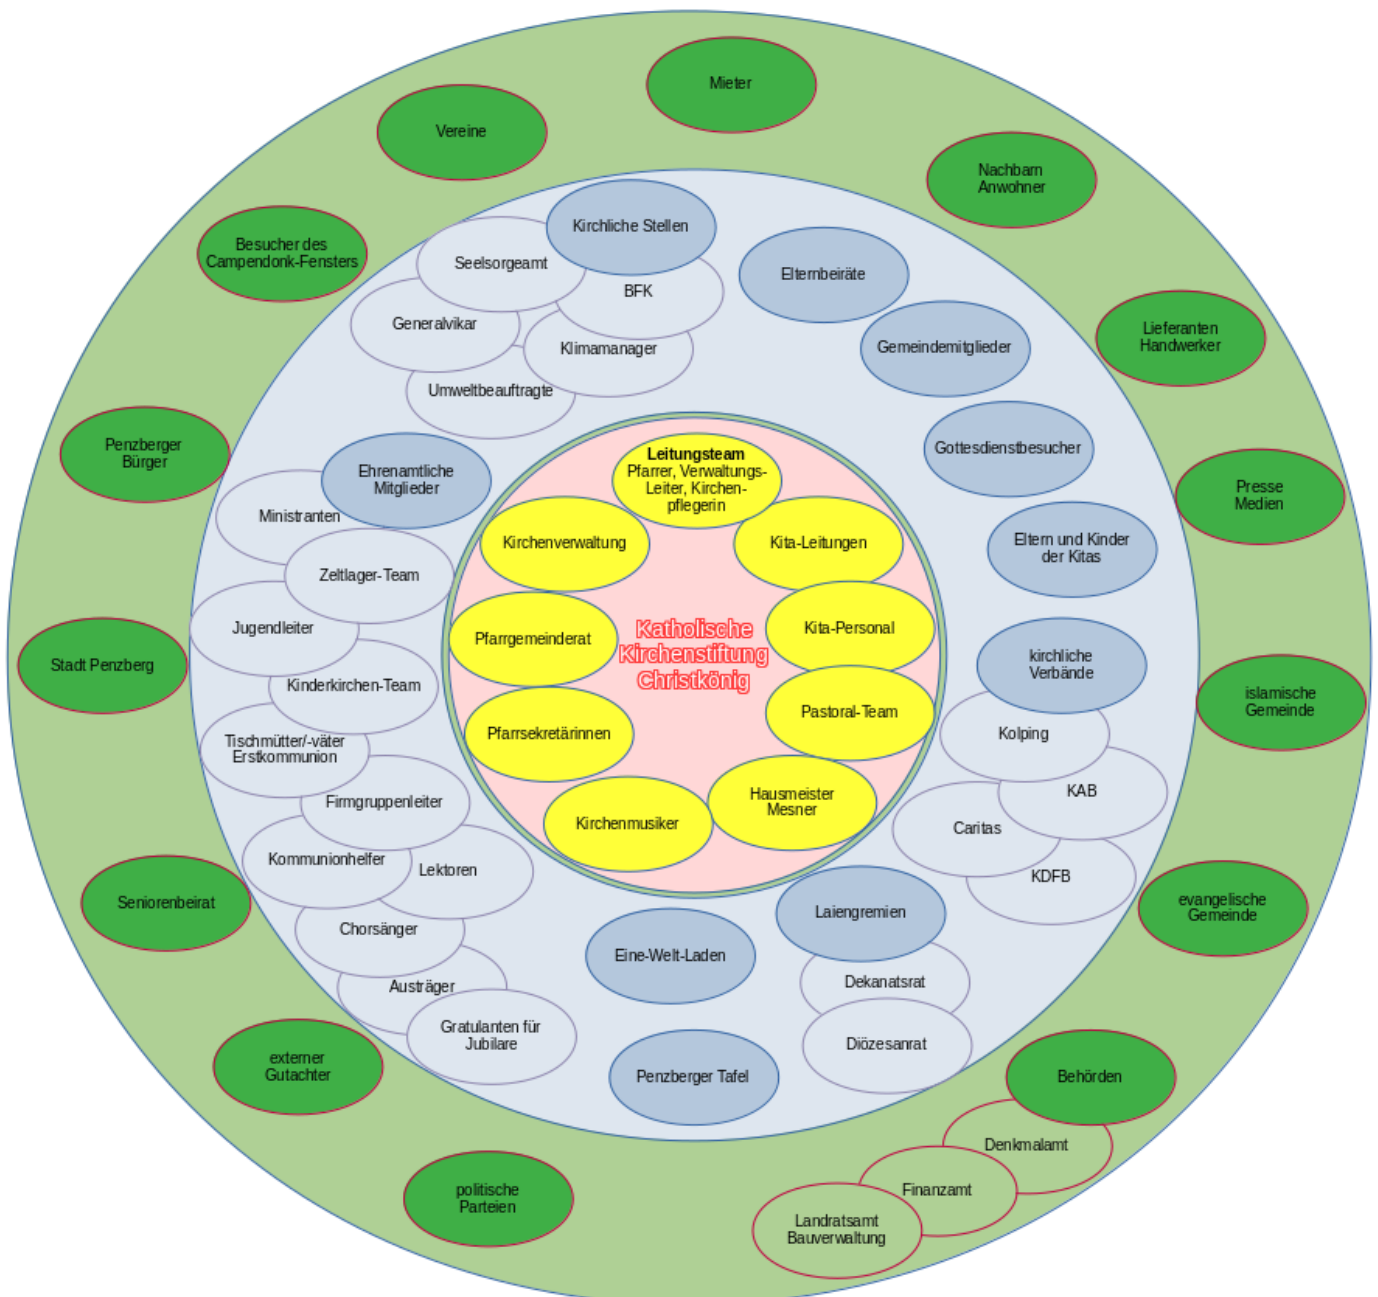 Mieter
Vereine
Nachbarn
Anwohner
Besucher des
Campendonk-Fensters
Kirchliche Stellen
Seelsorgeamt
BFK
Generalvikar
Klimamanager
Umweltbeauftragte
Elternbeiräte
Gemeindemitglieder
Lieferanten
Handwerker
Penzberger
Bürger
Ehrenamtliche
Mitglieder
Ministranten
Zeltlager-Team
Jugendleiter
Kinderkirchen-Team
Tischmütter/-väter
Erstkommunion
Firmgruppenleiter
Kommunionhelfer
Lektoren
Chorsänger
Austräger
Gratulanten für
Jubilare
Leitungsteam
Pfarrer, Verwaltungs-
Leiter, Kirchen-
pflegerin
Kirchenverwaltung
Kita-Leitungen
Pfarrgemeinderat
Katholische
Kirchenstiftung
Christkönig
Kita-Personal
Pfarrsekretärinnen
Pastoral-Team
Kirchenmusiker
Hausmeister
Mesner
Gottesdienstbesucher
Eltern und Kinder
der Kitas
kirchliche
Verbände
Kolping
KAB
Caritas
KDFB
Laiengremien
Dekanatsrat
Diözesanrat
Eine-Welt-Laden
Penzberger Tafel
Presse
Medien
Stadt Penzberg
islamische
Gemeinde
Seniorenbeirat
evangelische
Gemeinde
externer
Gutachter
Behörden
Denkmalamt
Finanzamt
Landratsamt
Bauverwaltung
politische
Parteien